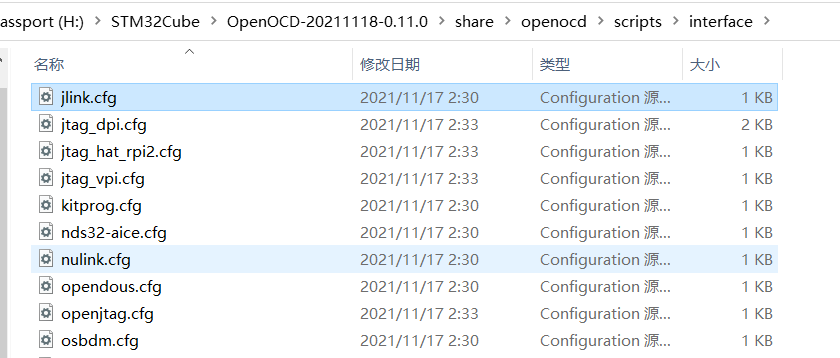 assport (H:) > STM32Cube > OpenOCD-20211118-0.11.0 > share > openocd > scripts > interface >
名称 修改日期 类型 大小
jlink.cfg 2021/11/17 2:30 Configuration 源... 1 KB
jtag_dpi.cfg 2021/11/17 2:33 Configuration 源... 2 KB
jtag_hat_rpi2.cfg 2021/11/17 2:33 Configuration 源... 1 KB
jtag_vpi.cfg 2021/11/17 2:33 Configuration 源... 1 KB
kitprog.cfg 2021/11/17 2:30 Configuration 源... 1 KB
nds32-aice.cfg 2021/11/17 2:30 Configuration 源... 1 KB
nulink.cfg 2021/11/17 2:30 Configuration 源... 1 KB
opendous.cfg 2021/11/17 2:30 Configuration 源... 1 KB
openjtag.cfg 2021/11/17 2:33 Configuration 源... 1 KB
osbdm.cfg 2021/11/17 2:30 Configuration 源... 1 KB